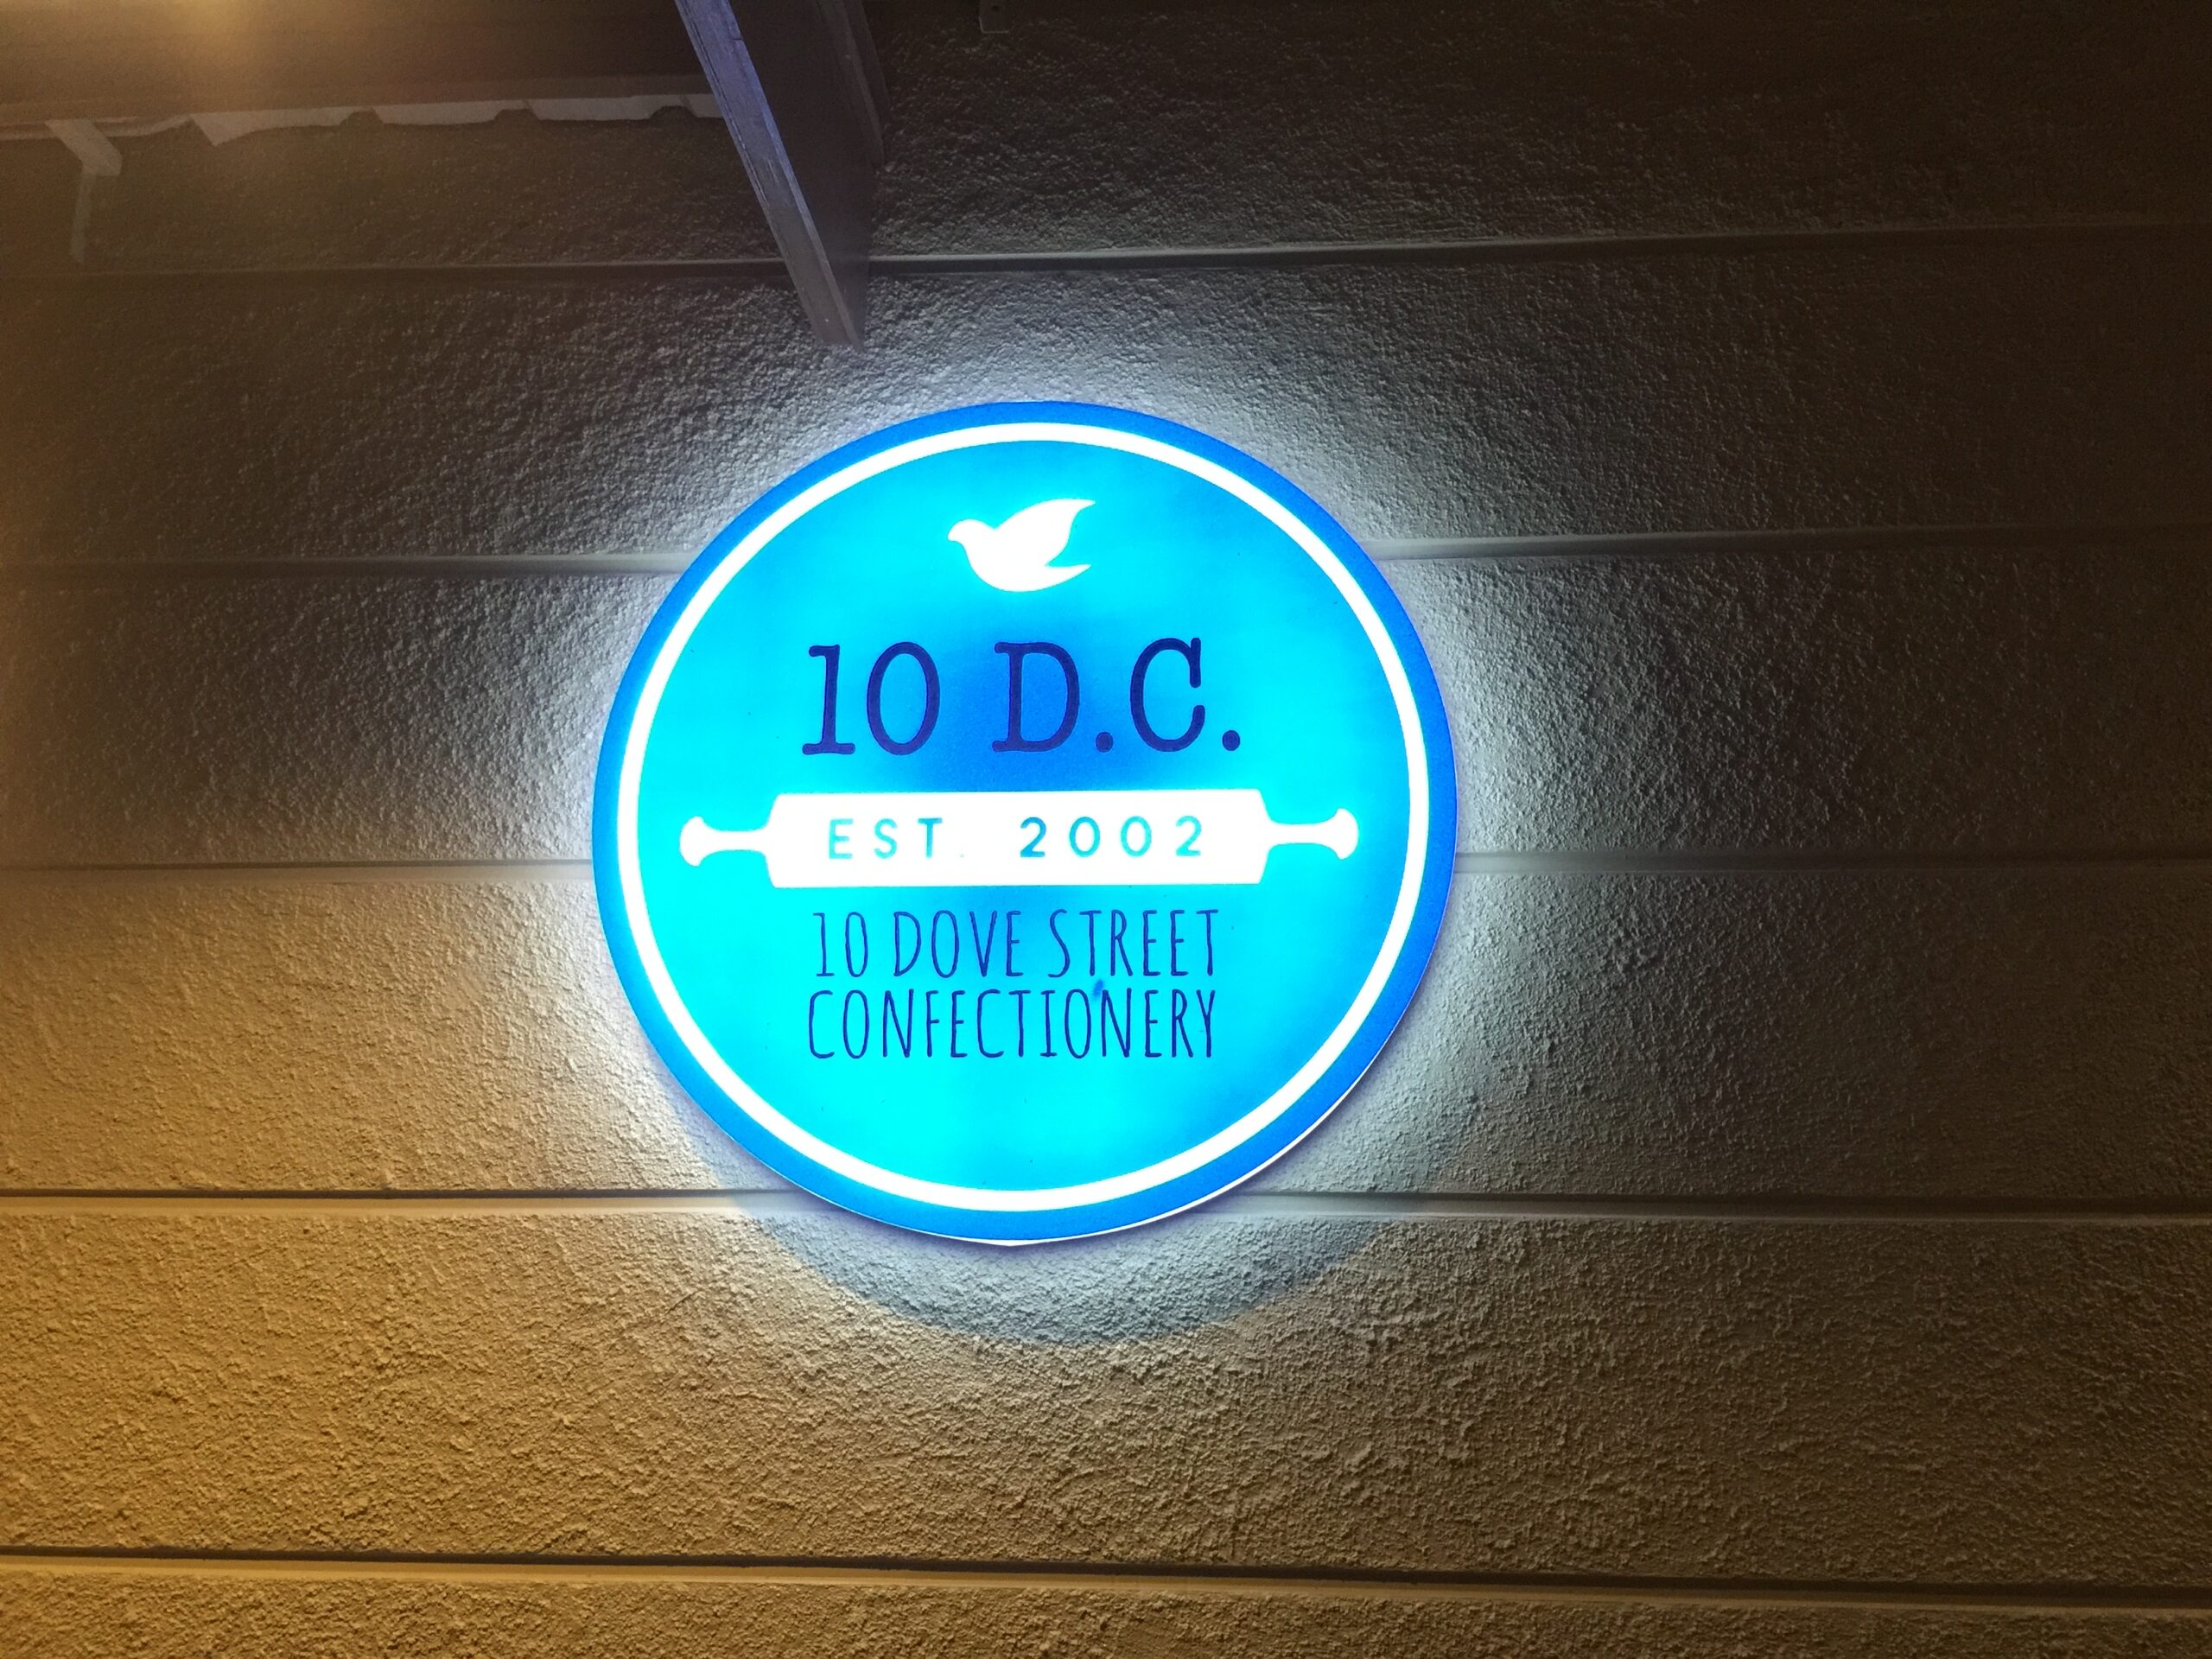 10 D.C.
EST. 2002
10 DOVE STREET
CONFECTIONERY